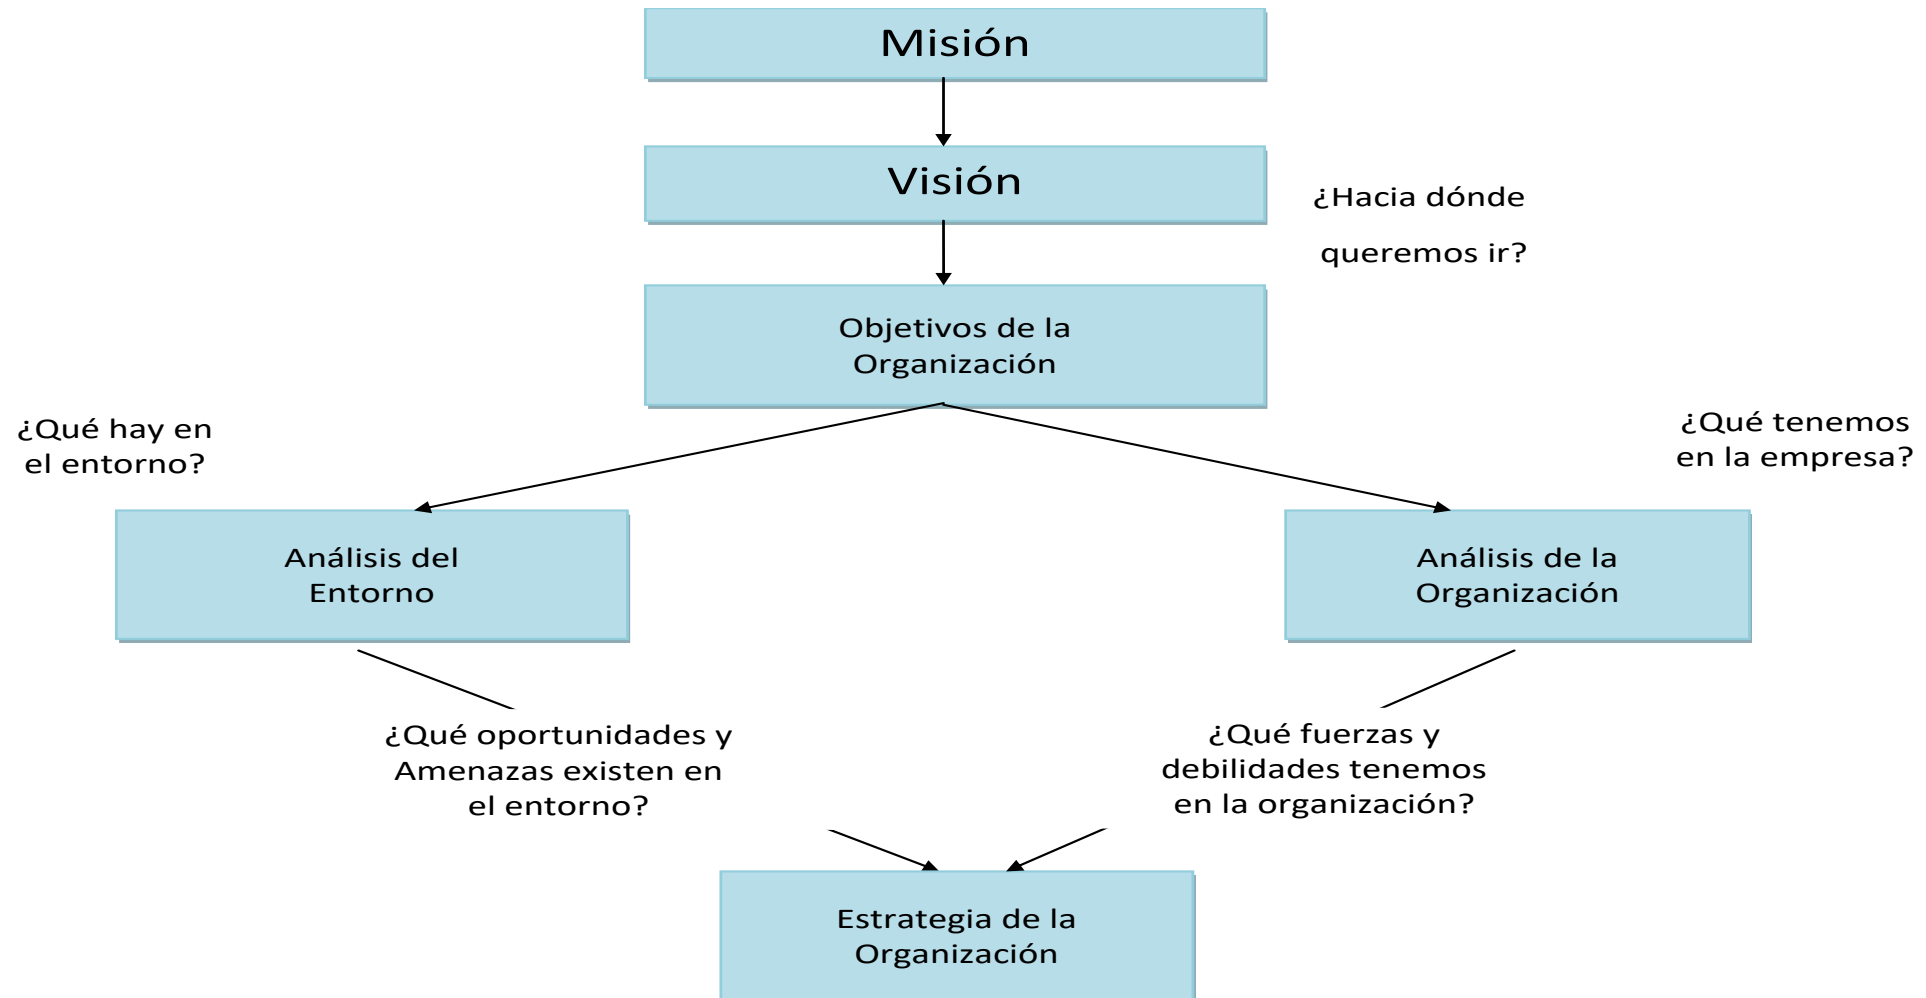 Misión
Visión
¿Hacia dónde
queremos ir?
Objetivos de la
Organización
¿Qué hay en
el entorno?
¿Qué tenemos
en la empresa?
Análisis del
Entorno
Análisis de la
Organización
¿Qué oportunidades y
Amenazas existen en
el entorno?
¿Qué fuerzas y
debilidades tenemos
en la organización?
Estrategia de la
Organización